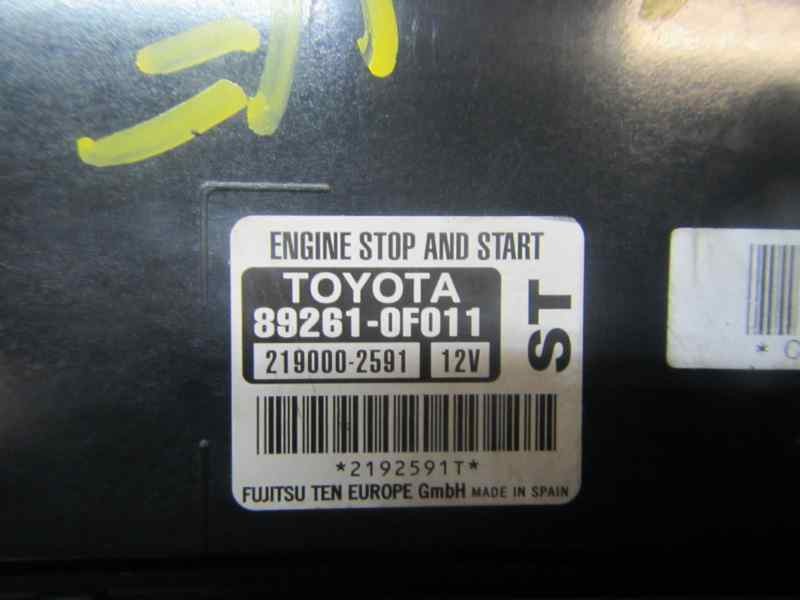 ENGINE STOP AND START
TOYOTA
89261-0F011
219000-2591 12V
ST
*2192591T*
FUJITSU TEN EUROPE GmbH MADE IN SPAIN
* C